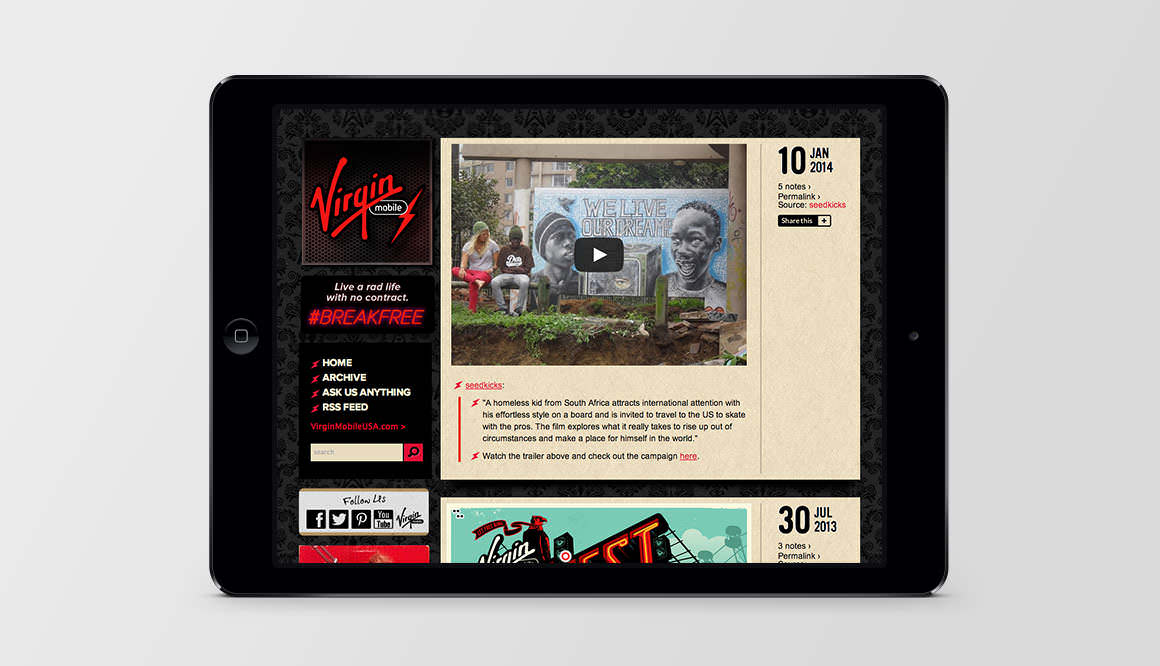 Virgin
mobile
Live a rad life
with no contract.
#BREAKFREE
HOME
ARCHIVE
ASK US ANYTHING
RSS FEED
VirginMobileUSA.com >
search
Follow Us
You
Tube
Virgin
WE LIVE
OUR DREAME
seedkicks:
"A homeless kid from South Africa attracts international attention with
his effortless style on a board and is invited to travel to the US to skate
with the pros. The film explores what it really takes to rise up out of
circumstances and make a place for himself in the world."
Watch the trailer above and check out the campaign here.
10 JAN
2014
5 notes ›
Permalink ›
Source: seedkicks
Share this +
Virgin
30 JUL
2013
3 notes ›
Permalink ›